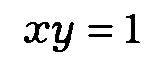 xy = 1